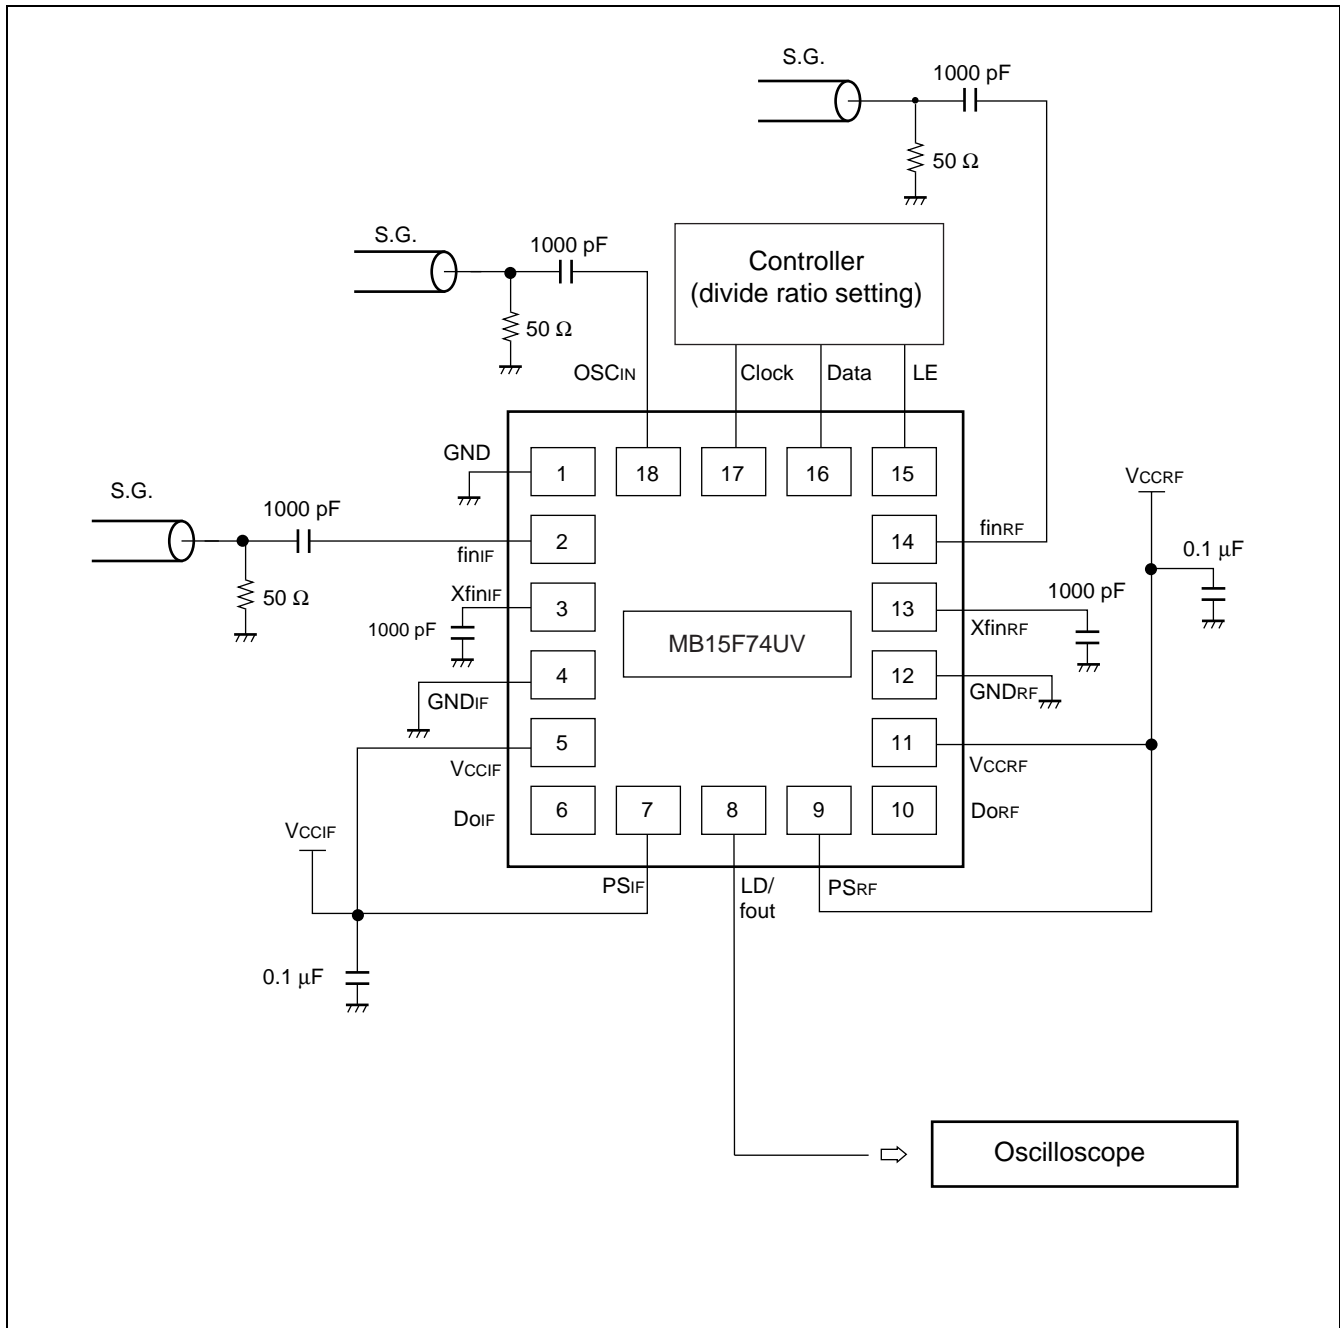 S.G.
1000 pF
50 Ω
S.G.
1000 pF
50 Ω
Controller
(divide ratio setting)
OSCIN
Clock
Data
LE
GND
1
18
17
16
15
S.G.
1000 pF
50 Ω
finIF
2
14
finRF
VCCRF
0.1 μF
XfinIF
1000 pF
3
13
XfinRF
1000 pF
MB15F74UV
GNDIF
4
12
GNDRF
VCCIF
5
11
VCCRF
DoIF
6
7
8
9
10
DoRF
VCCIF
PSIF
LD/
fout
PSRF
0.1 μF
Oscilloscope